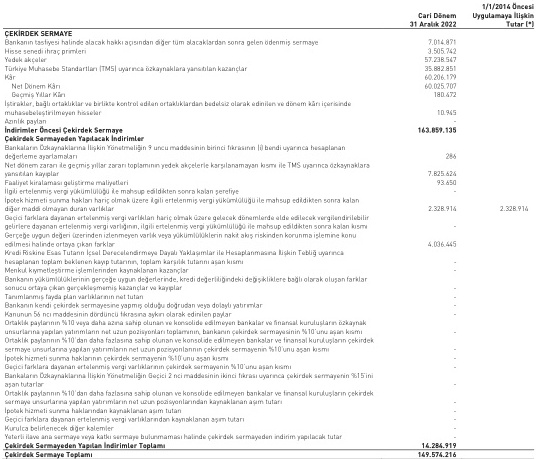 1/1/2014 Öncesi
Cari Dönem Uygulamaya İlişkin
31 Aralık 2022 Tutar (*)
ÇEKİRDEK SERMAYE
Bankanın tasfiyesi halinde alacak hakkı açısından diğer tüm alacaklardan sonra gelen ödenmiş sermaye 7.014.871
Hisse senedi ihraç primleri 3.505.742
Yedek akçeler 57.238.547
Türkiye Muhasebe Standartları (TMS) uyarınca özkaynaklara yansıtılan kazançlar 35.882.851
Kâr 60.206.179
Net Dönem Kârı 60.025.707
Geçmiş Yıllar Kârı 180.472
İştirakler, bağlı ortaklıklar ve birlikte kontrol edilen ortaklıklardan bedelsiz olarak edinilen ve dönem kârı içerisinde
muhasebeleştirilmeyen hisseler 10.945
Azınlık payları -
İndirimler Öncesi Çekirdek Sermaye 163.859.135
Çekirdek Sermayeden Yapılacak İndirimler
Bankaların Özkaynaklarına İlişkin Yönetmeliğin 9 uncu maddesinin birinci fıkrasının (i) bendi uyarınca hesaplanan
değerleme ayarlamaları 286
Net dönem zararı ile geçmiş yıllar zararı toplamının yedek akçelerle karşılanamayan kısmı ile TMS uyarınca özkaynaklara
yansıtılan kayıplar 7.825.624
Faaliyet kiralaması geliştirme maliyetleri 93.650
İlgili ertelenmiş vergi yükümlülüğü ile mahsup edildikten sonra kalan şerefiye -
İpotek hizmeti sunma hakları hariç olmak üzere ilgili ertelenmiş vergi yükümlülüğü ile mahsup edildikten sonra kalan
diğer maddi olmayan duran varlıklar 2.328.914 2.328.914
Geçici farklara dayanan ertelenmiş vergi varlıkları hariç olmak üzere gelecek dönemlerde elde edilecek vergilendirilebilir
gelirlere dayanan ertelenmiş vergi varlığının, ilgili ertelenmiş vergi yükümlülüğü ile mahsup edildikten sonra kalan kısmı -
Gerçeğe uygun değeri üzerinden izlenmeyen varlık veya yükümlülüklerin nakit akış riskinden korunma işlemine konu
edilmesi halinde ortaya çıkan farklar 4.036.445
Kredi Riskine Esas Tutarın İçsel Derecelendirmeye Dayalı Yaklaşımlar ile Hesaplanmasına İlişkin Tebliğ uyarınca
hesaplanan toplam beklenen kayıp tutarının, toplam karşılık tutarını aşan kısmı -
Menkul kıymetleştirme işlemlerinden kaynaklanan kazançlar -
Bankanın yükümlülüklerinin gerçeğe uygun değerinde, kredi değerliliğindeki değişikliklere bağlı olarak oluşan farklar
sonucu ortaya çıkan gerçekleşmemiş kazançlar ve kayıplar -
Tanımlanmış fayda plan varlıklarının net tutarı -
Bankanın kendi çekirdek sermayesine yapmış olduğu doğrudan veya dolaylı yatırımlar -
Kanunun 56 ncı maddesinin dördüncü fıkrasına aykırı olarak edinilen paylar -
Ortaklık paylarının %10 veya daha azına sahip olunan ve konsolide edilmeyen bankalar ve finansal kuruluşların özkaynak
unsurlarına yapılan yatırımların net uzun pozisyonları toplamının, bankanın çekirdek sermayesinin %10'unu aşan kısmı -
Ortaklık paylarının %10'dan daha fazlasına sahip olunan ve konsolide edilmeyen bankalar ve finansal kuruluşların çekirdek
sermaye unsurlarına yapılan yatırımların net uzun pozisyonlarının çekirdek sermayenin %10'unu aşan kısmı -
İpotek hizmeti sunma haklarının çekirdek sermayenin %10'unu aşan kısmı -
Geçici farklara dayanan ertelenmiş vergi varlıklarının çekirdek sermayenin %10'unu aşan kısmı -
Bankaların Özkaynaklarına İlişkin Yönetmeliğin Geçici 2 nci maddesinin ikinci fıkrası uyarınca çekirdek sermayenin %15'ini
aşan tutarlar -
Ortaklık paylarının %10'dan daha fazlasına sahip olunan ve konsolide edilmeyen bankalar ve finansal kuruluşların çekirdek
sermaye unsurlarına yapılan yatırımların net uzun pozisyonlarından kaynaklanan aşım tutarı -
İpotek hizmeti sunma haklarından kaynaklanan aşım tutarı -
Geçici farklara dayanan ertelenmiş vergi varlıklarından kaynaklanan aşım tutarı -
Kurulca belirlenecek diğer kalemler -
Yeterli ilave ana sermaye veya katkı sermaye bulunmaması halinde çekirdek sermayeden indirim yapılacak tutar -
Çekirdek Sermayeden Yapılan İndirimler Toplamı 14.284.919
Çekirdek Sermaye Toplamı 149.574.216